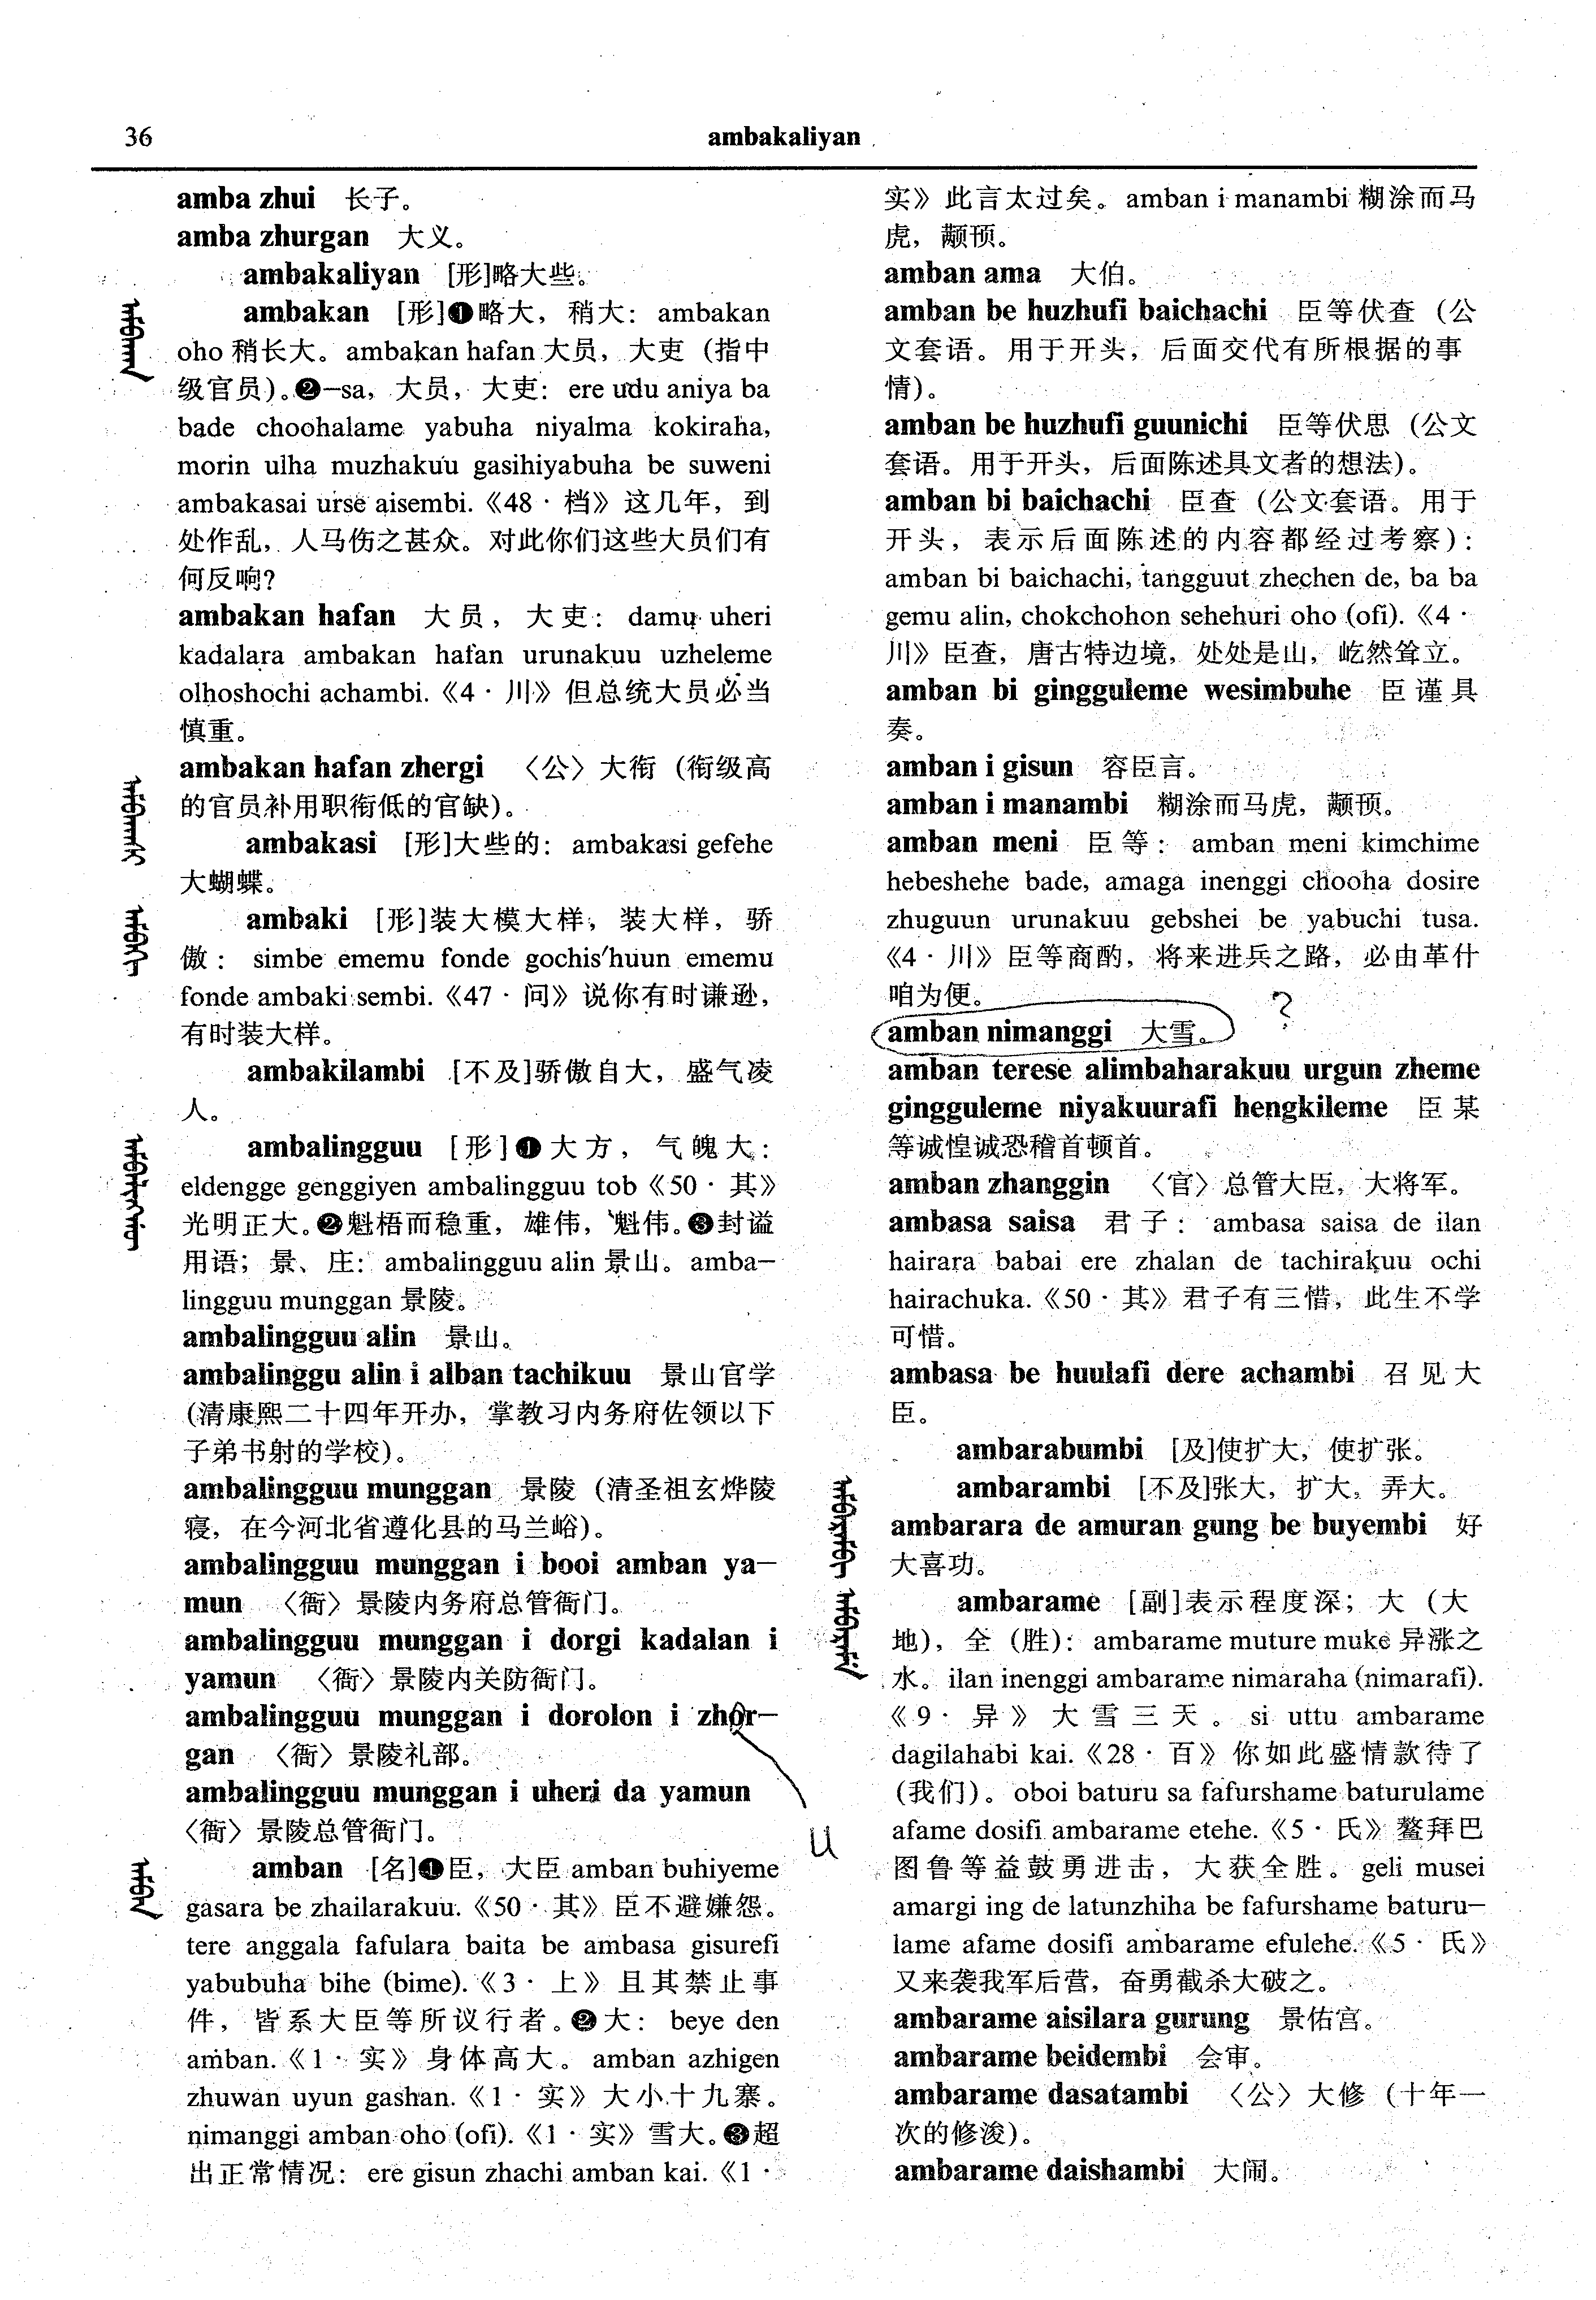 36
ambakaliyan
amba zhui 长子。
amba zhurgan 大义。
ambakaliyan [形]略大些。
ambakan [形]❶略大，稍大：ambakan
oho 稍长大。ambakan hafan 大员，大吏（指中
级官员）。❷—sa，大员，大吏：ere udu aniya ba
bade choohalame yabuha niyalma kokiraha,
morin ulha muzhakuu gasihiyabuha be suweni
ambakasai urse aisembi.《48·档》这几年，到
处作乱，人马伤之甚众。对此你们这些大员们有
何反响？
ambakan hafan 大员，大吏：damu uheri
kadalara ambakan hafan urunakuu uzheleme
olhoshochi achambi.《4·川》但总统大员必当
慎重。
ambakan hafan zhergi 〈公〉大衔（衔级高
的官员补用职衔低的官缺）。
ambakasi [形]大些的：ambakasi gefehe
大蝴蝶。
ambaki [形]装大模大样，装大样，骄
傲：simbe ememu fonde gochis'huun ememu
fonde ambaki sembi.《47·问》说你有时谦逊，
有时装大样。
ambakilambi [不及]骄傲自大，盛气凌
人。
ambalingguu [形]❶大方，气魄大：
eldengge genggiyen ambalingguu tob《50·其》
光明正大。❷魁梧而稳重，雄伟，魁伟。❸封谥
用语；景、庄：ambalingguu alin 景山。amba—
lingguu munggan 景陵。
ambalingguu alin 景山。
ambalinggu alin i alban tachikuu 景山官学
（清康熙二十四年开办，掌教习内务府佐领以下
子弟书射的学校）。
ambalingguu munggan 景陵（清圣祖玄烨陵
寝，在今河北省遵化县的马兰峪）。
ambalingguu munggan i booi amban ya—
mun 〈衙〉景陵内务府总管衙门。
ambalingguu munggan i dorgi kadalan i
yamun 〈衙〉景陵内关防衙门。
ambalingguu munggan i dorolon i zhor—
gan 〈衙〉景陵礼部。
ambalingguu munggan i uheri da yamun
〈衙〉景陵总管衙门。
u
amban [名]❶臣，大臣 amban buhiyeme
gasara be zhailarakuu.《50·其》臣不避嫌怨。
tere anggala fafulara baita be ambasa gisurefi
yabubuha bihe (bime).《3·上》且其禁止事
件，皆系大臣等所议行者。❷大：beye den
amban.《1·实》身体高大。amban azhigen
zhuwan uyun gashan.《1·实》大小十九寨。
nimanggi amban oho (ofi).《1·实》雪大。❸超
出正常情况：ere gisun zhachi amban kai.《1·
实》此言太过矣。amban i manambi 糊涂而马
虎，颟顸。
amban ama 大伯。
amban be huzhufi baichachi 臣等伏查（公
文套语。用于开头，后面交代有所根据的事
情）。
amban be huzhufi guunichi 臣等伏思（公文
套语。用于开头，后面陈述具文者的想法）。
amban bi baichachi 臣查（公文套语。用于
开头，表示后面陈述的内容都经过考察）：
amban bi baichachi, tangguut zhechen de, ba ba
gemu alin, chokchohon sehehuri oho (ofi).《4·
川》臣查，唐古特边境，处处是山，屹然耸立。
amban bi gingguleme wesimbuhe 臣谨具
奏。
amban i gisun 容臣言。
amban i manambi 糊涂而马虎，颟顸。
amban meni 臣等：amban meni kimchime
hebeshehe bade, amaga inenggi chooha dosire
zhuguun urunakuu gebshei be yabuchi tusa.
《4·川》臣等商酌，将来进兵之路，必由革什
咱为便。
amban nimanggi 大雪。 ?
amban terese alimbaharakuu urgun zheme
gingguleme niyakuurafi hengkileme 臣某
等诚惶诚恐稽首顿首。
amban zhanggin 〈官〉总管大臣，大将军。
ambasa saisa 君子：ambasa saisa de ilan
hairara babai ere zhalan de tachirakuu ochi
hairachuka.《50·其》君子有三惜，此生不学
可惜。
ambasa be huulafi dere achambi 召见大
臣。
ambarabumbi [及]使扩大，使扩张。
ambarambi [不及]张大，扩大，弄大。
ambarara de amuran gung be buyembi 好
大喜功。
ambarame [副]表示程度深；大（大
地），全（胜）：ambarame muture muke 异涨之
水。ilan inenggi ambarame nimaraha (nimarafi).
《9·异》大雪三天。si uttu ambarame
dagilahabi kai.《28·百》你如此盛情款待了
（我们）。oboi baturu sa fafurshame baturulame
afame dosifi ambarame etehe.《5·氏》鳌拜巴
图鲁等益鼓勇进击，大获全胜。geli musei
amargi ing de latunzhiha be fafurshame baturu—
lame afame dosifi ambarame efulehe.《5·氏》
又来袭我军后营，奋勇截杀大破之。
ambarame aisilara gurung 景佑宫。
ambarame beidembi 会审。
ambarame dasatambi 〈公〉大修（十年一
次的修浚）。
ambarame daishambi 大闹。